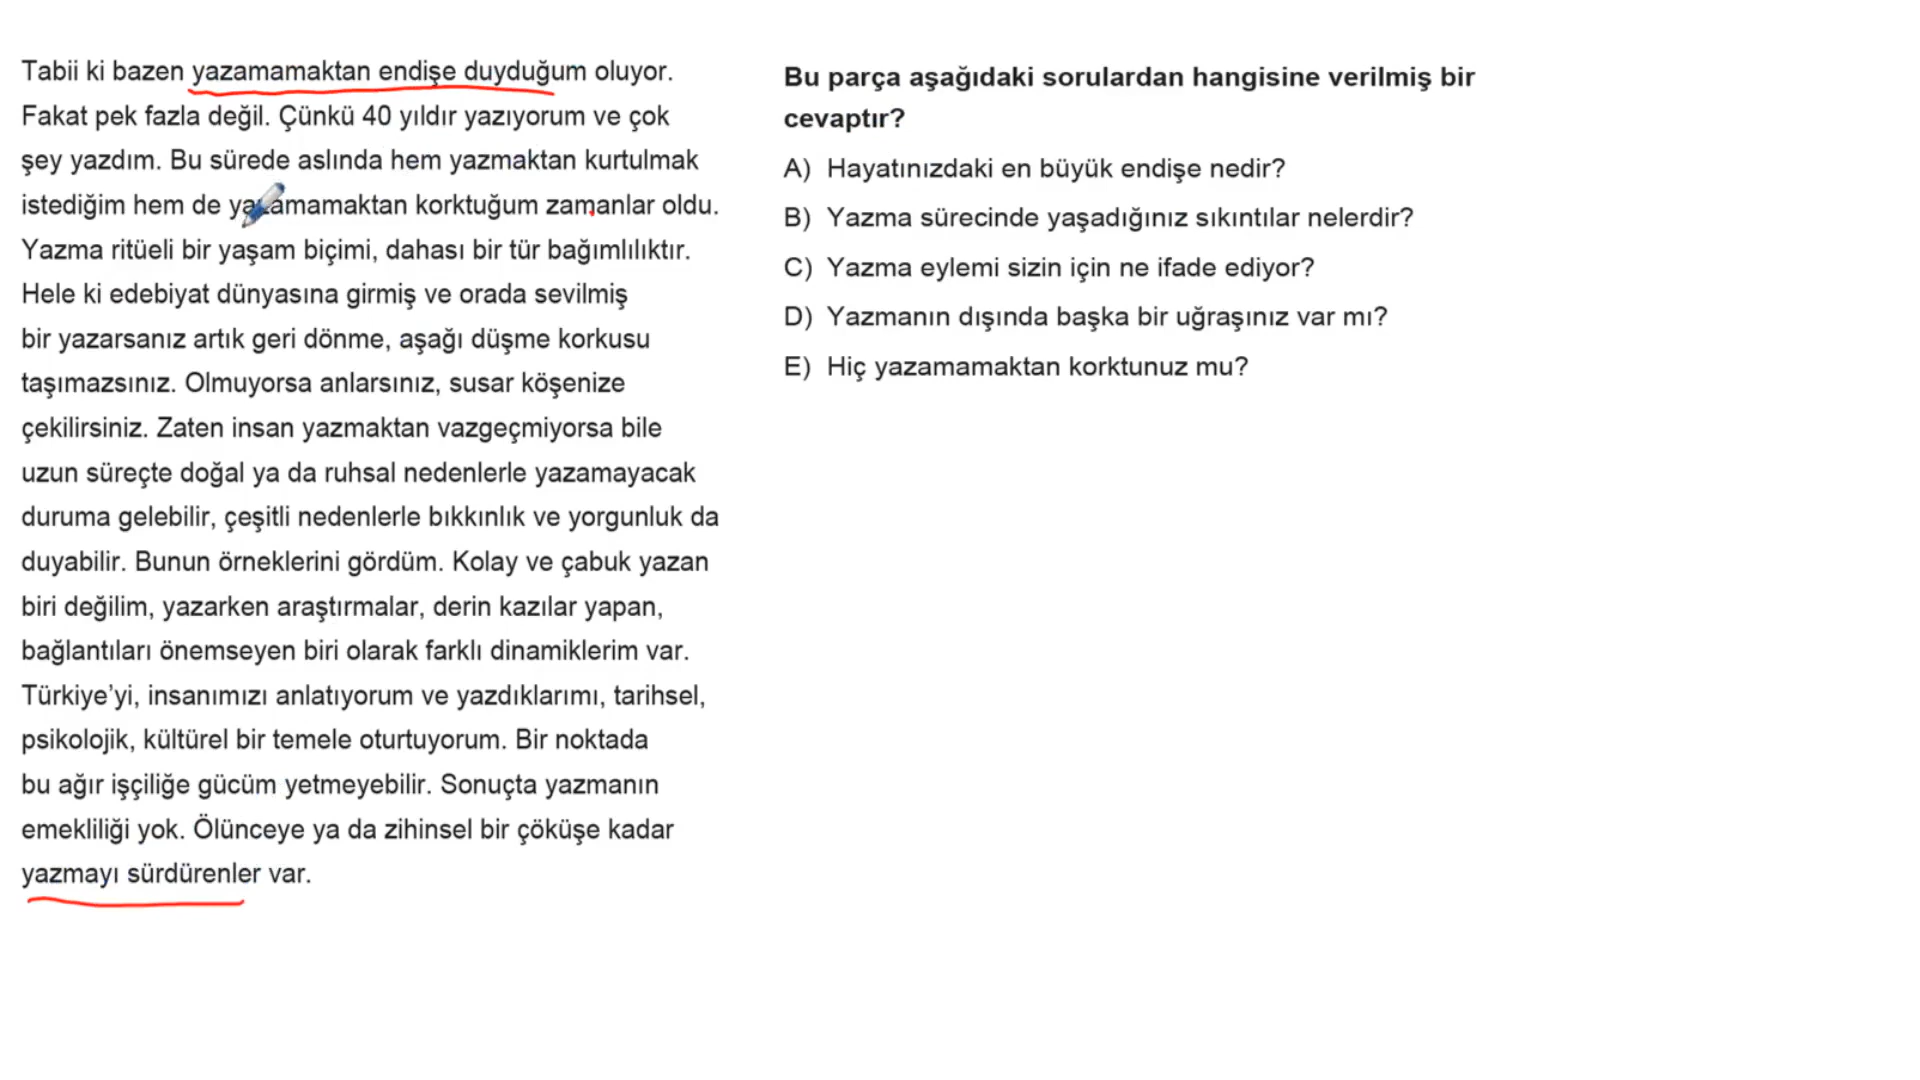 Tabii ki bazen yazamamaktan endişe duyduğum oluyor.
Fakat pek fazla değil. Çünkü 40 yıldır yazıyorum ve çok
şey yazdım. Bu sürede aslında hem yazmaktan kurtulmak
istediğim hem de yazamamaktan korktuğum zamanlar oldu.
Yazma ritüeli bir yaşam biçimi, dahası bir tür bağımlılıktır.
Hele ki edebiyat dünyasına girmiş ve orada sevilmiş
bir yazarsanız artık geri dönme, aşağı düşme korkusu
taşımazsınız. Olmuyorsa anlarsınız, susar köşenize
çekilirsiniz. Zaten insan yazmaktan vazgeçmiyorsa bile
uzun süreçte doğal ya da ruhsal nedenlerle yazamayacak
duruma gelebilir, çeşitli nedenlerle bıkkınlık ve yorgunluk da
duyabilir. Bunun örneklerini gördüm. Kolay ve çabuk yazan
biri değilim, yazarken araştırmalar, derin kazılar yapan,
bağlantıları önemseyen biri olarak farklı dinamiklerim var.
Türkiye'yi, insanımızı anlatıyorum ve yazdıklarımı, tarihsel,
psikolojik, kültürel bir temele oturtuyorum. Bir noktada
bu ağır işçiliğe gücüm yetmeyebilir. Sonuçta yazmanın
emekliliği yok. Ölünceye ya da zihinsel bir çöküşe kadar
yazmayı sürdürenler var.
Bu parça aşağıdaki sorulardan hangisine verilmiş bir
cevaptır?
A) Hayatınızdaki en büyük endişe nedir?
B) Yazma sürecinde yaşadığınız sıkıntılar nelerdir?
C) Yazma eylemi sizin için ne ifade ediyor?
D) Yazmanın dışında başka bir uğraşınız var mı?
E) Hiç yazamamaktan korktunuz mu?